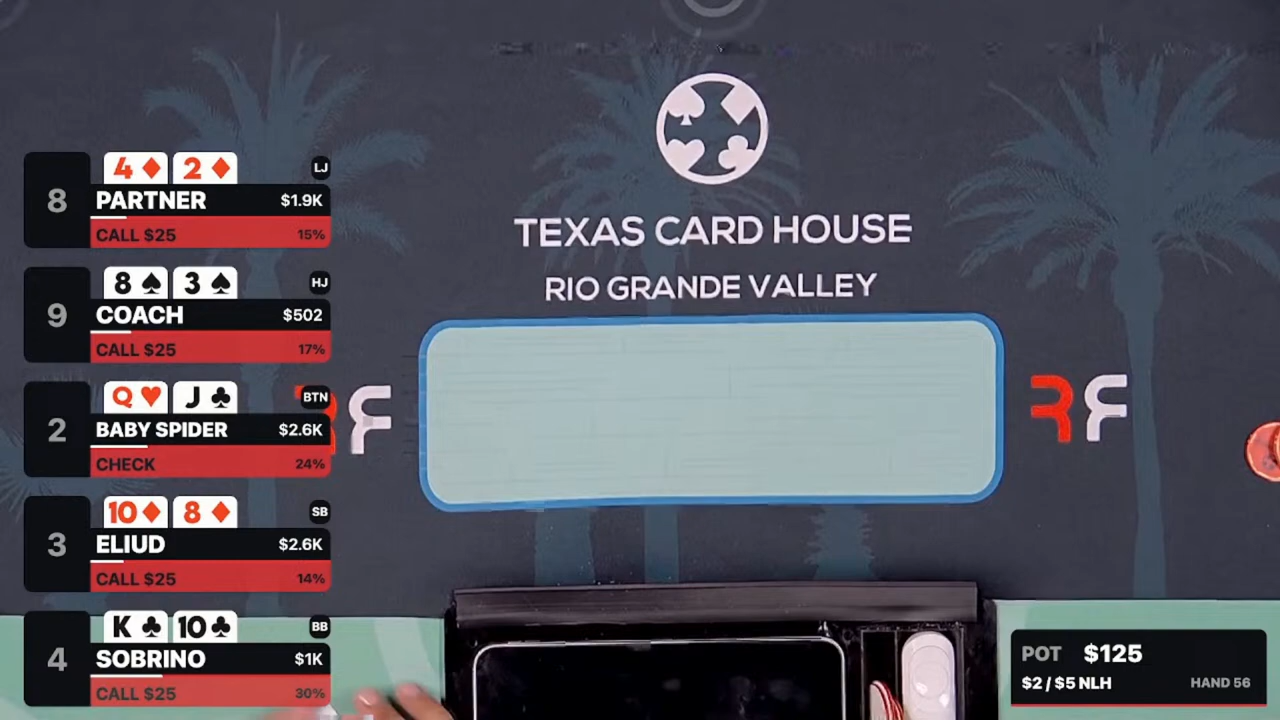 TEXAS CARD HOUSE
RIO GRANDE VALLEY
RF
8
4 2
LJ
PARTNER $1.9K
CALL $25 15%
9
8 3
HJ
COACH $502
CALL $25 17%
2
Q J
BTN
BABY SPIDER $2.6K
CHECK 24%
3
10 8
SB
ELIUD $2.6K
CALL $25 14%
4
K 10
BB
SOBRINO $1K
CALL $25 30%
POT $125
$2 / $5 NLH HAND 56